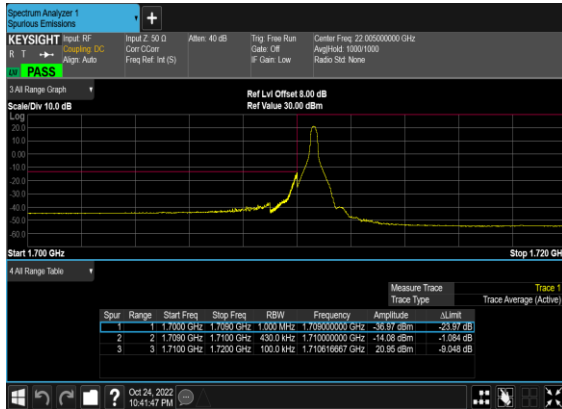 Spectrum Analyzer 1
Spurious Emissions
+
KEYSIGHT Input: RF Input Z: 50 Ω Atten: 40 dB Trig: Free Run Center Freq: 22.005000000 GHz
R T Coupling: DC Corr CCorr Gate: Off Avg|Hold: 1000/1000
Align: Auto Freq Ref: Int (S) IF Gain: Low Radio Std: None
PASS
3 All Range Graph
Ref Lvl Offset 8.00 dB
Scale/Div 10.0 dB Ref Value 30.00 dBm
Log
20.0
10.0
0.00
-10.0
-20.0
-30.0
-40.0
-50.0
-60.0
Start 1.700 GHz Stop 1.720 GH
4 All Range Table
Measure Trace Trace 1
Trace Type Trace Average (Active)
Spur Range Start Freq Stop Freq RBW Frequency Amplitude ΔLimit
1 1 1.7000 GHz 1.7090 GHz 1.000 MHz 1.709000000 GHz -36.97 dBm -23.97 dB
2 2 1.7090 GHz 1.7100 GHz 430.0 kHz 1.710000000 GHz -14.08 dBm -1.084 dB
3 3 1.7100 GHz 1.7200 GHz 100.0 kHz 1.710616667 GHz 20.95 dBm -9.048 dB
? Oct 24, 2022
10:41:47 PM